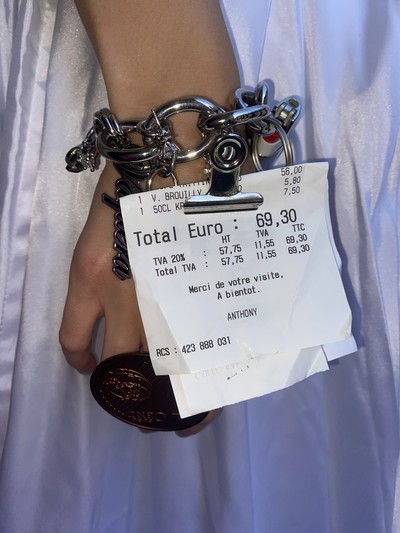 56,00
1 V. BROUILLY 5,80
1 50CL 7,50
Total Euro : 69,30
HT TVA TTC
TVA 20% : 57,75 11,55 69,30
Total TVA : 57,75 11,55 69,30
Merci de votre visite,
A bientot.
ANTHONY
RCS : 423 888 031